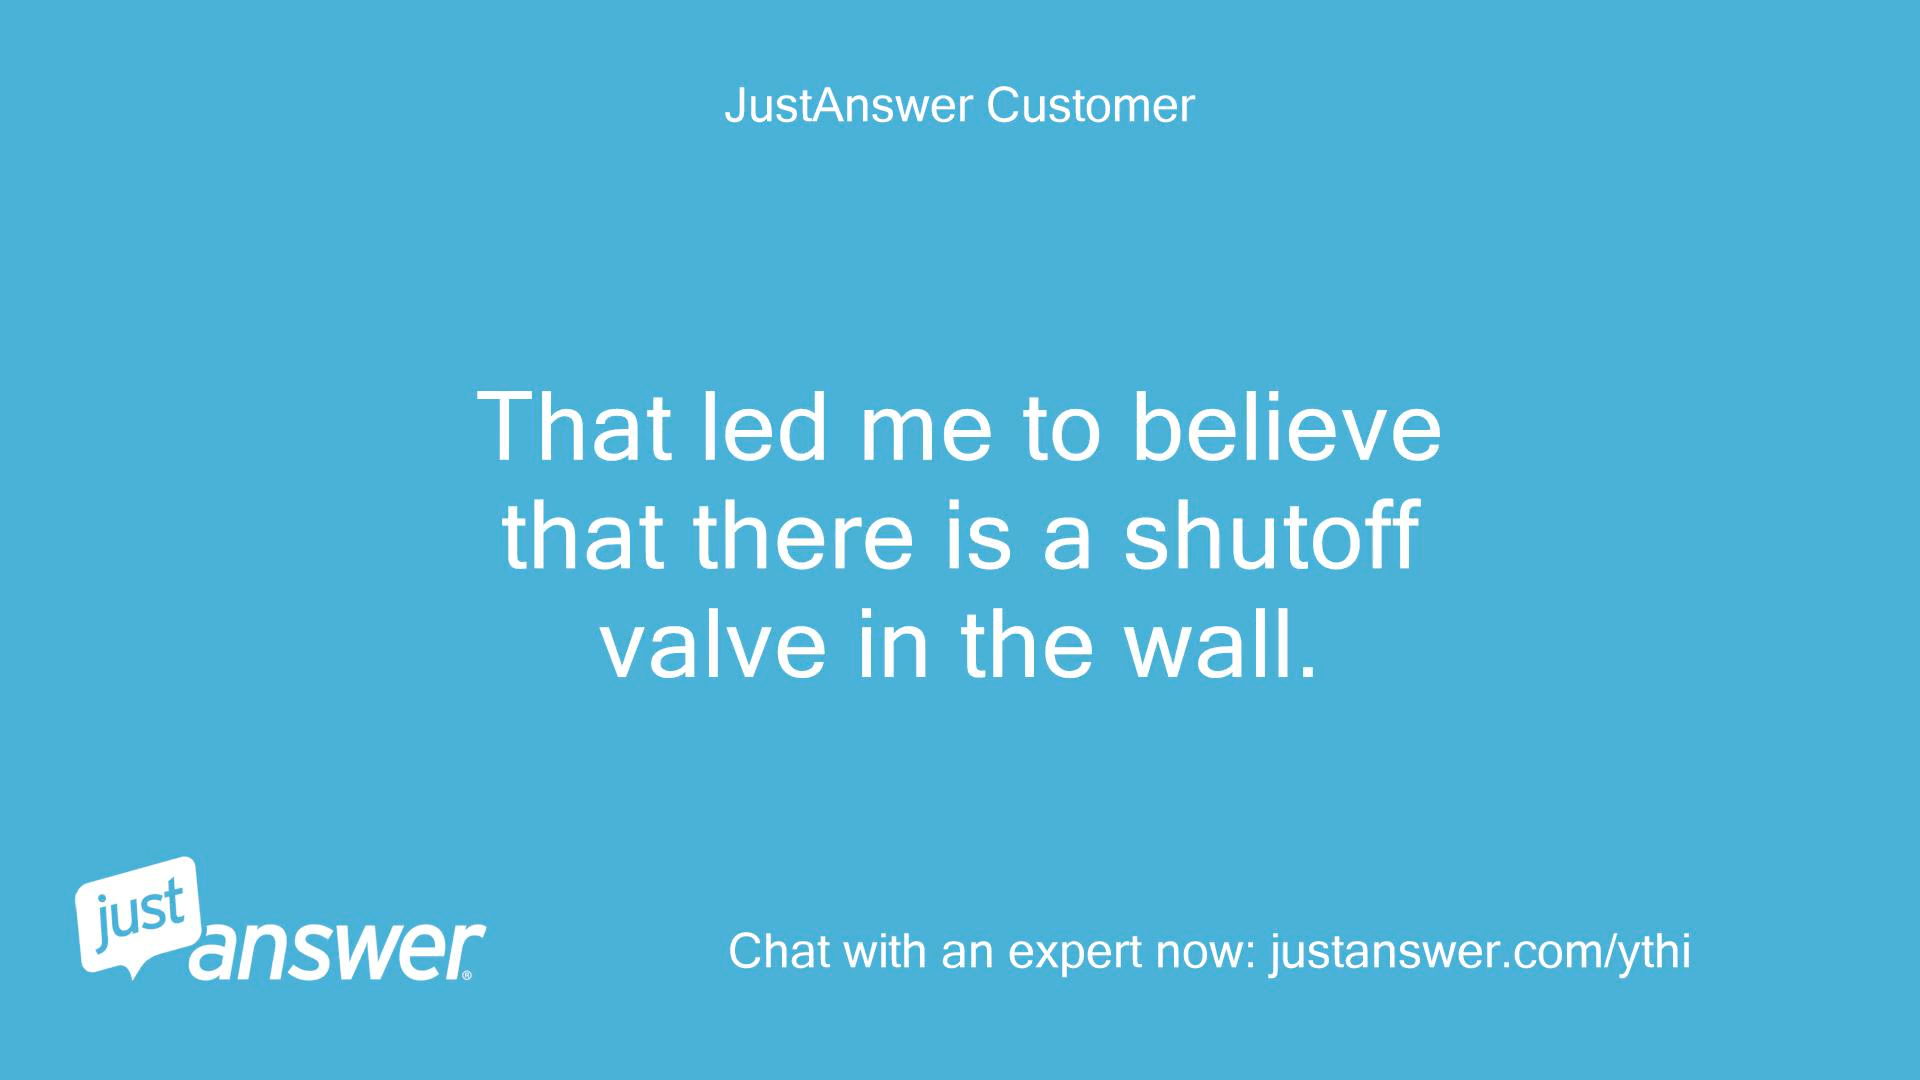 JustAnswer Customer
That led me to believe
that there is a shutoff
valve in the wall.
just
answer®
Chat with an expert now: justanswer.com/ythi